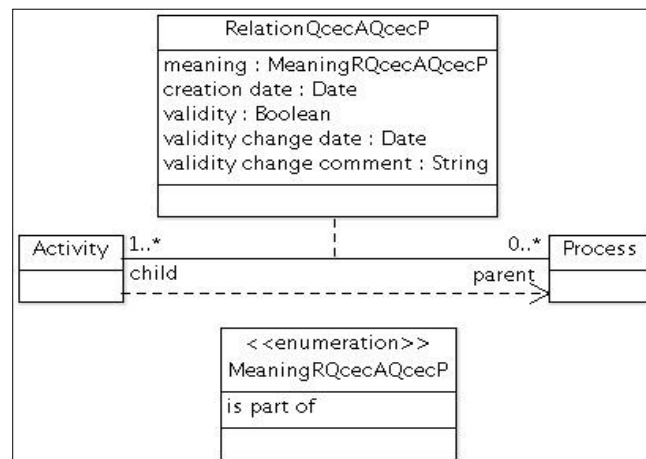 RelationQcecAQcecP
meaning : MeaningRQcecAQcecP
creation date : Date
validity : Boolean
validity change date : Date
validity change comment : String
Activity
1..*
0..*
Process
child
parent
< <enumeration> >
MeaningRQcecAQcecP
is part of